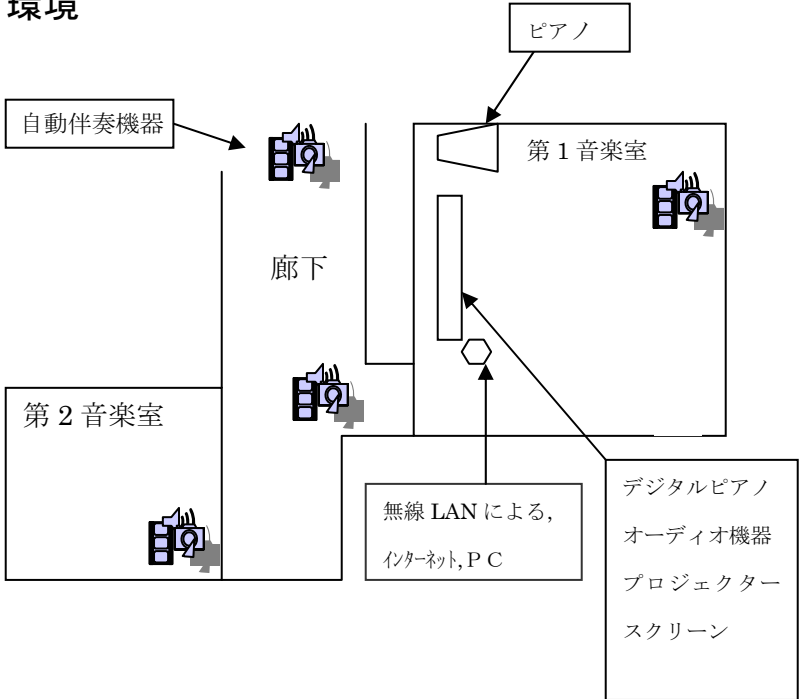 環境
ピアノ
自動伴奏機器
第１音楽室
廊下
第２音楽室
無線 LAN による,
ｲﾝﾀｰﾈｯﾄ,ＰＣ
デジタルピアノ
オーディオ機器
プロジェクター
スクリーン